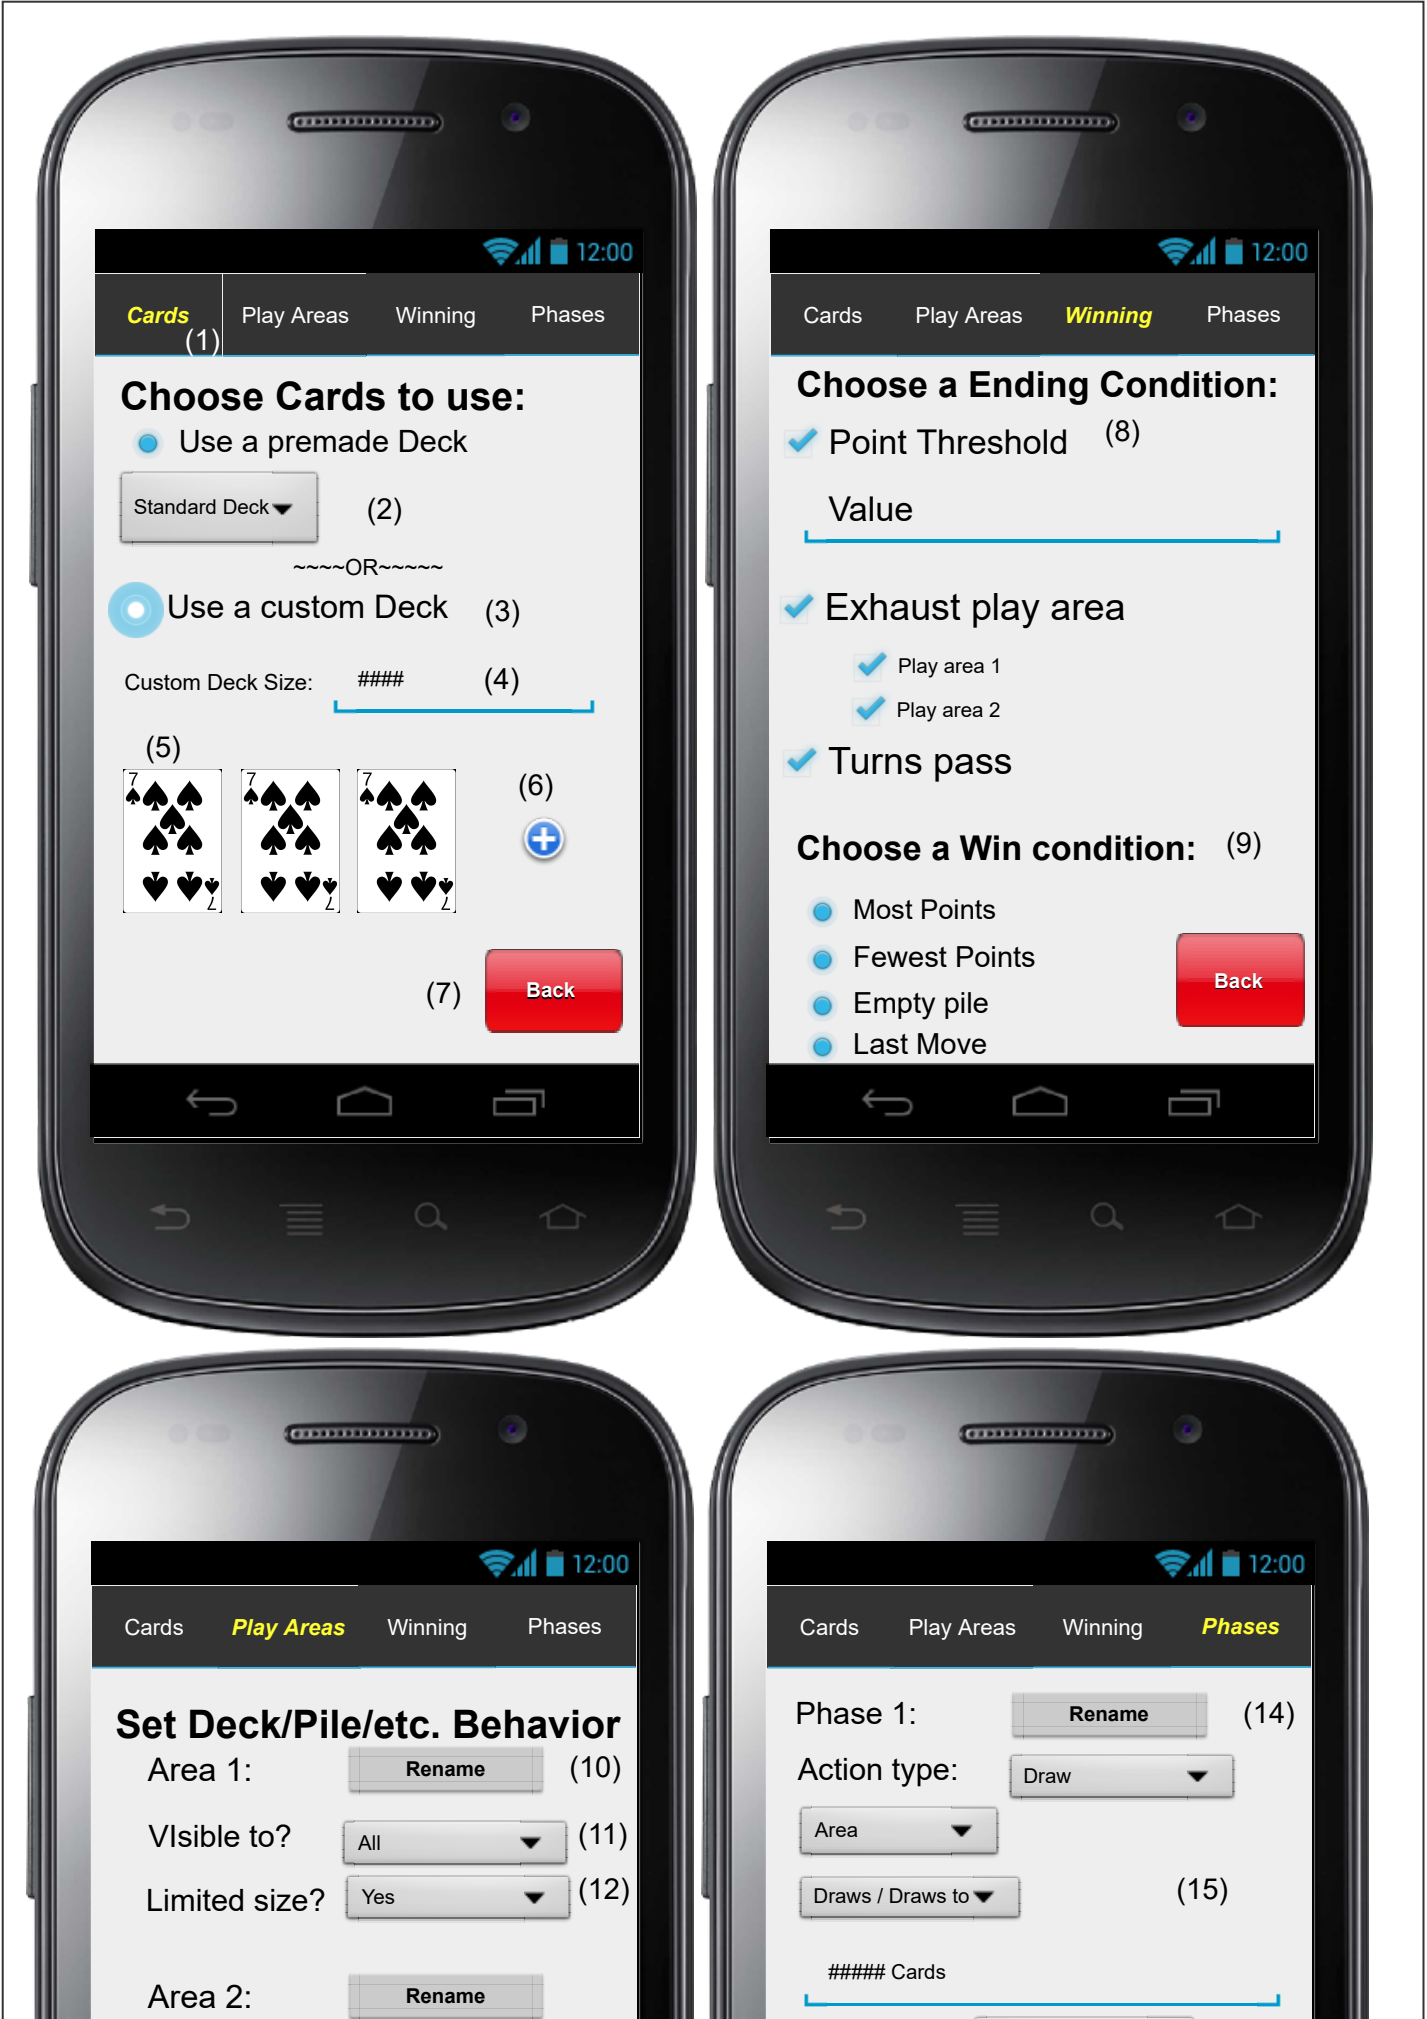 12:00
Cards Play Areas Winning Phases
(1)
Choose Cards to use:
Use a premade Deck
Standard Deck (2)
~~~~OR~~~~~
Use a custom Deck (3)
Custom Deck Size: #### (4)
(5)
(6)
7 7 7
7 7 7
(7) Back
12:00
Cards Play Areas Winning Phases
Choose a Ending Condition:
Point Threshold (8)
Value
Exhaust play area
Play area 1
Play area 2
Turns pass
Choose a Win condition: (9)
Most Points
Fewest Points
Empty pile
Last Move
Back
12:00
Cards Play Areas Winning Phases
Set Deck/Pile/etc. Behavior
Area 1: Rename (10)
VIsible to? All (11)
Limited size? Yes (12)
Area 2: Rename
12:00
Cards Play Areas Winning Phases
Phase 1: Rename (14)
Action type: Draw
Area
Draws / Draws to (15)
##### Cards